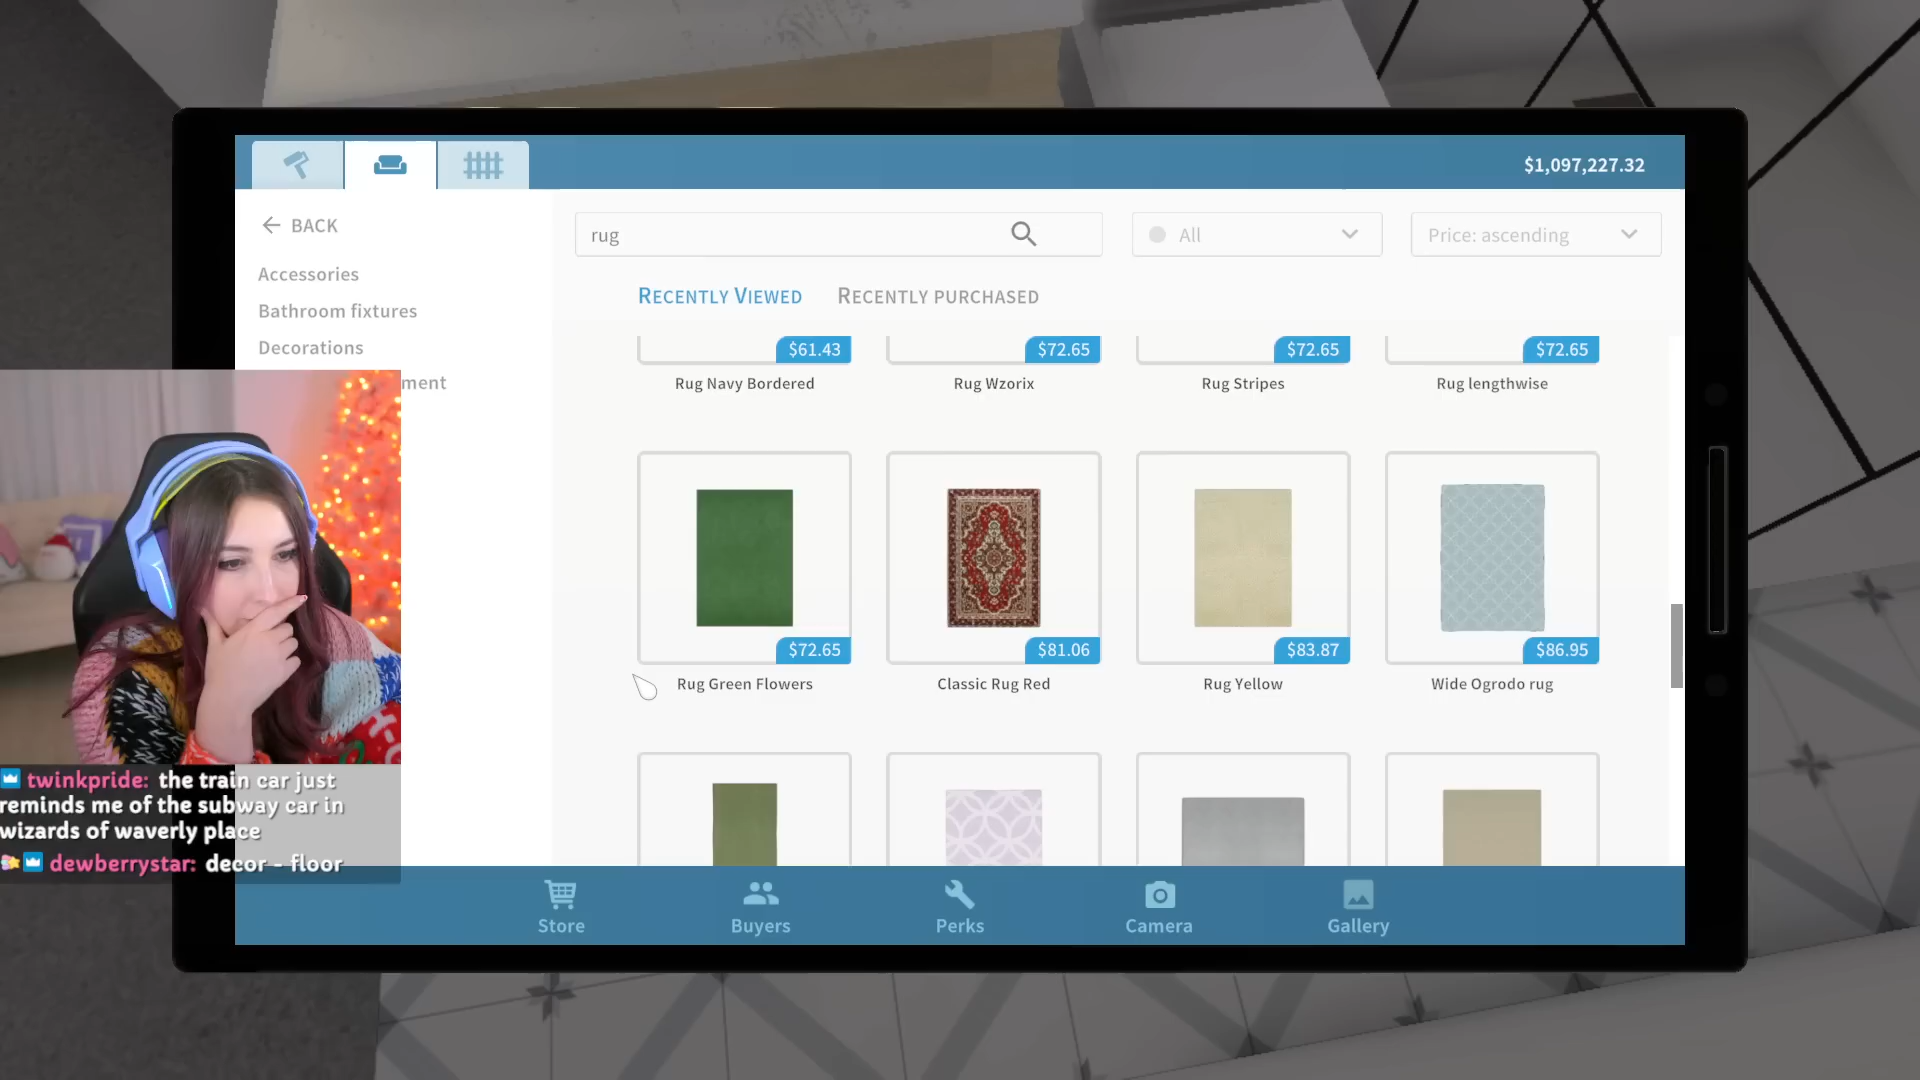 $1,097,227.32
BACK
rug
All
Price: ascending
Accessories
Bathroom fixtures
Decorations
ment
RECENTLY VIEWED
RECENTLY PURCHASED
$61.43
$72.65
$72.65
$72.65
Rug Navy Bordered
Rug Wzorix
Rug Stripes
Rug lengthwise
$72.65
$81.06
$83.87
$86.95
Rug Green Flowers
Classic Rug Red
Rug Yellow
Wide Ogrodo rug
twinkpride: the train car just
reminds me of the subway car in
wizards of waverly place
dewberrystar: decor - floor
Store
Buyers
Perks
Camera
Gallery